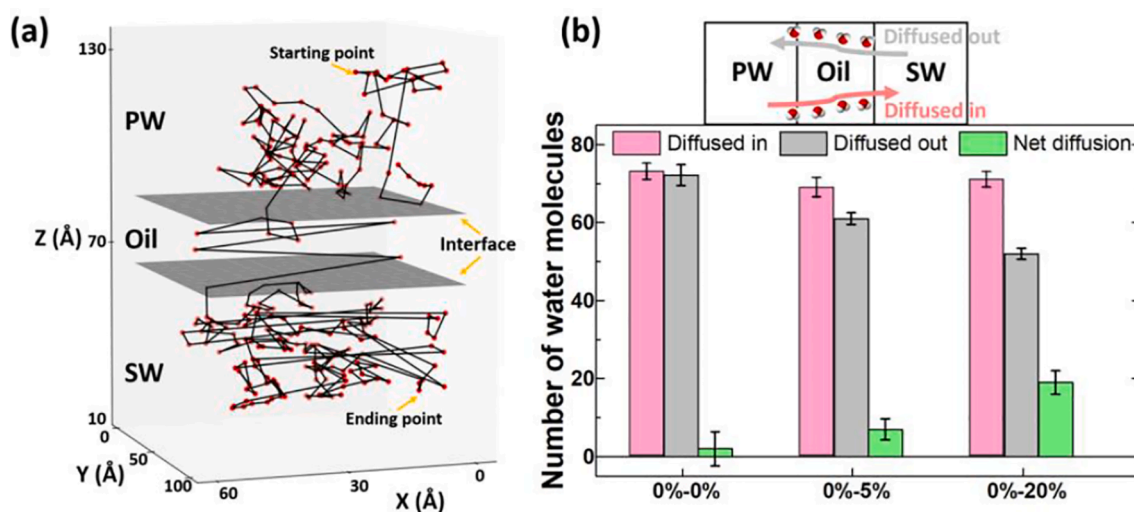 (a)
130
Starting point
PW
Z (Å)
70
Oil
Interface
SW
10
0
Ending point
Y (Å)
50
100
60
30
X (Å)
0
(b)
Diffused out
PW
Oil
SW
Diffused in
Number of water molecules
80
60
40
20
0
Diffused in
Diffused out
Net diffusion
0%-0%
0%-5%
0%-20%